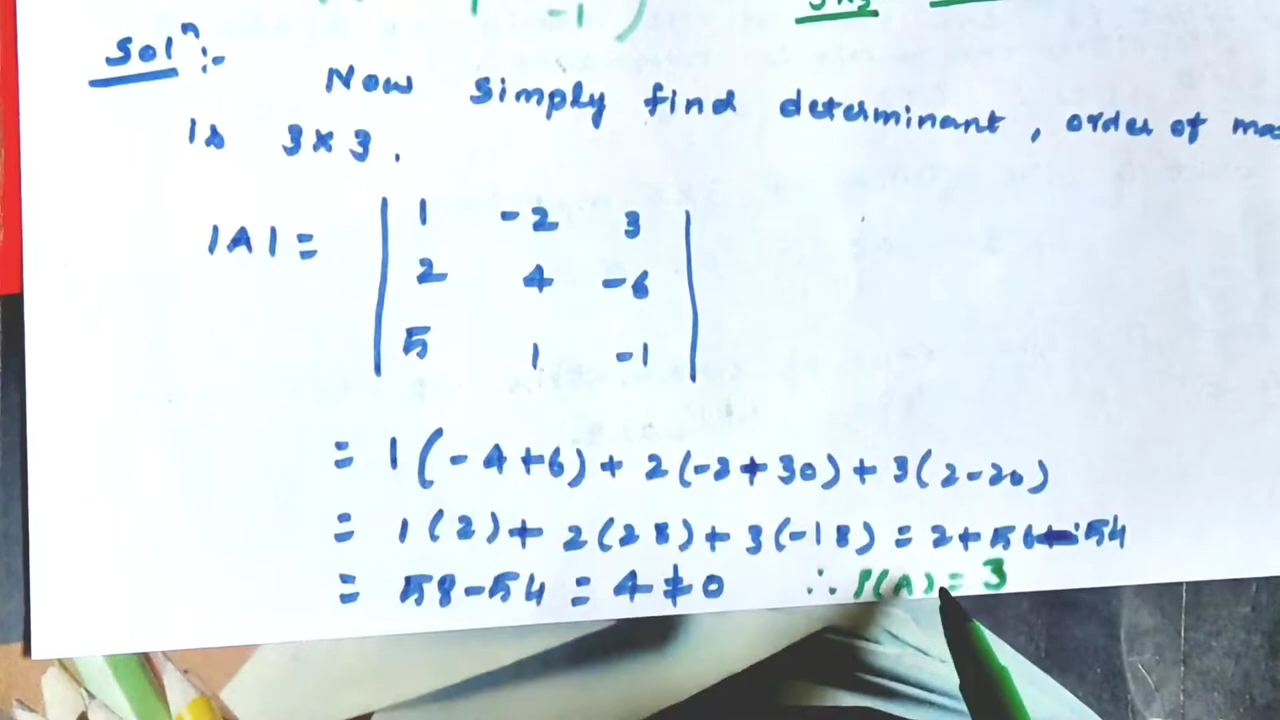 -1 )
Solⁿ:-
Now simply find determinant, order of
is 3×3.
|A| =
1 -2 3
2 4 -6
5 1 -1
= 1(-4+6) + 2(-2+30) + 3(2-20)
= 1(2) + 2(28) + 3(-18) = 2+56-54
= 58-54 = 4 ≠ 0 ∴ ρ(A) = 3